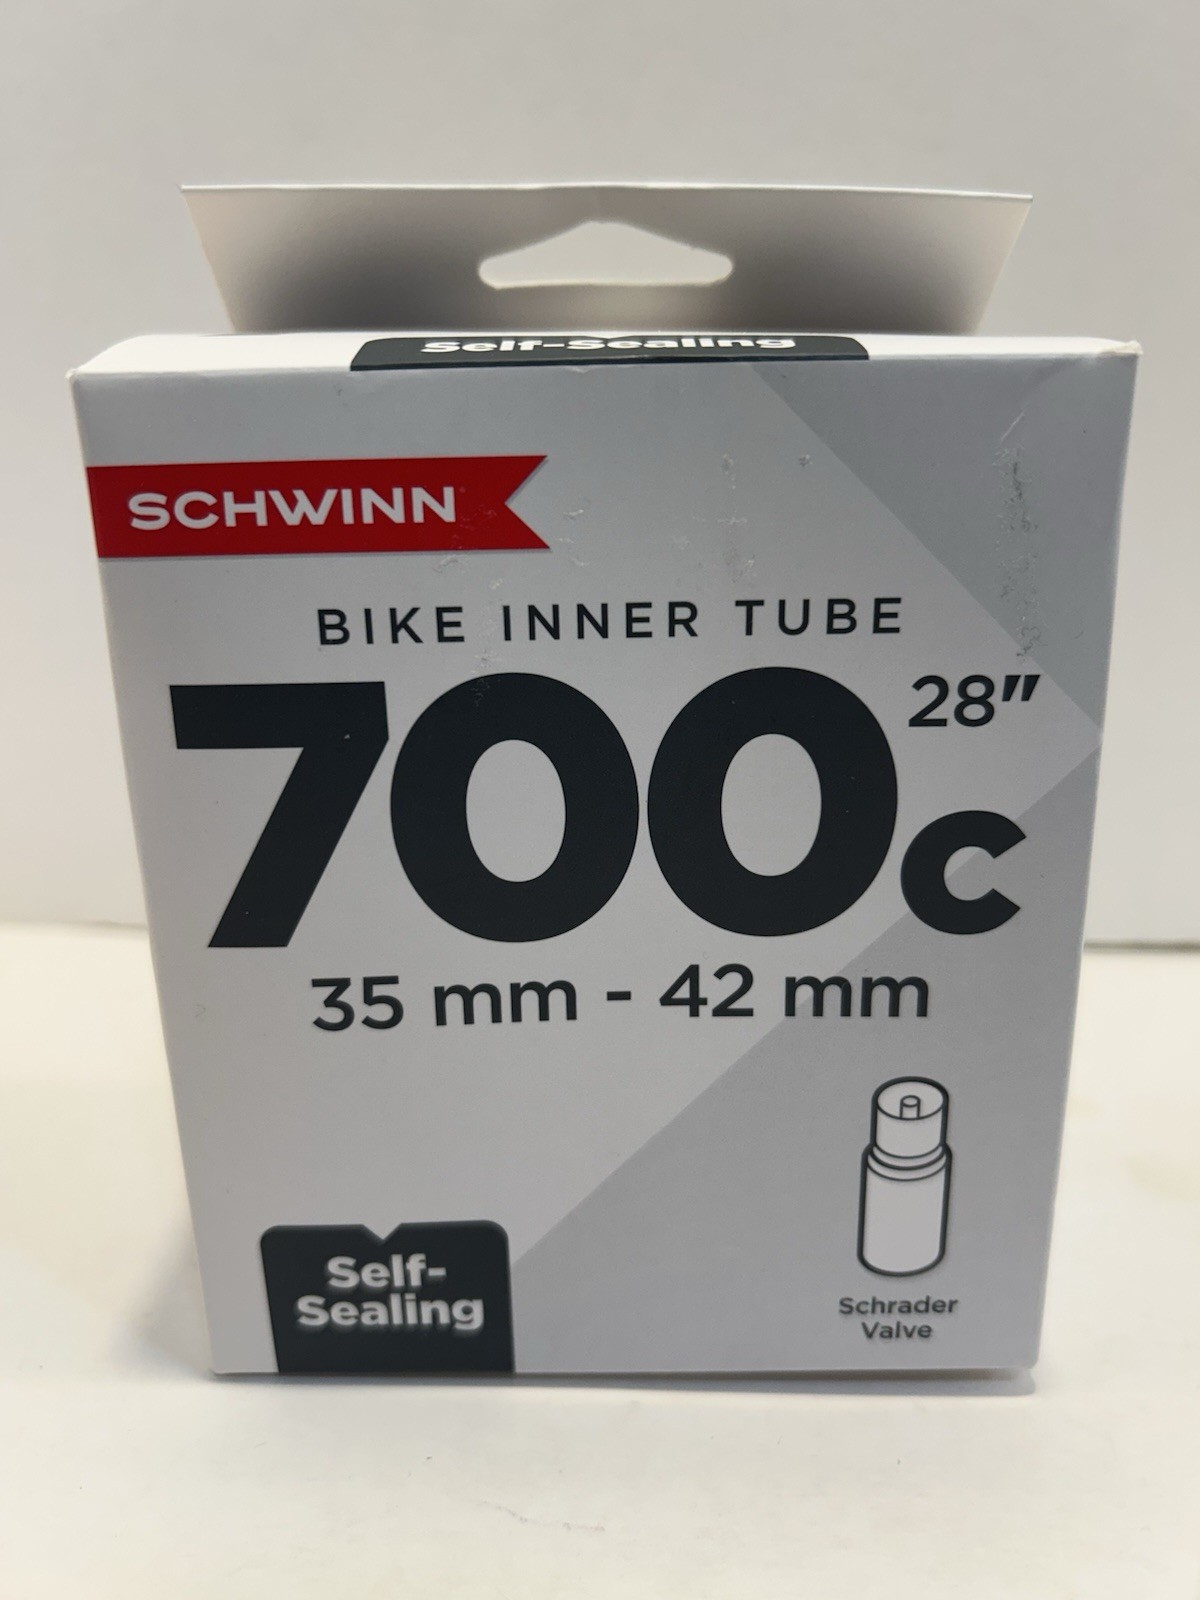 Self-Sealing
SCHWINN
BIKE INNER TUBE
700c 28"
35 mm - 42 mm
Self-
Sealing
Schrader
Valve